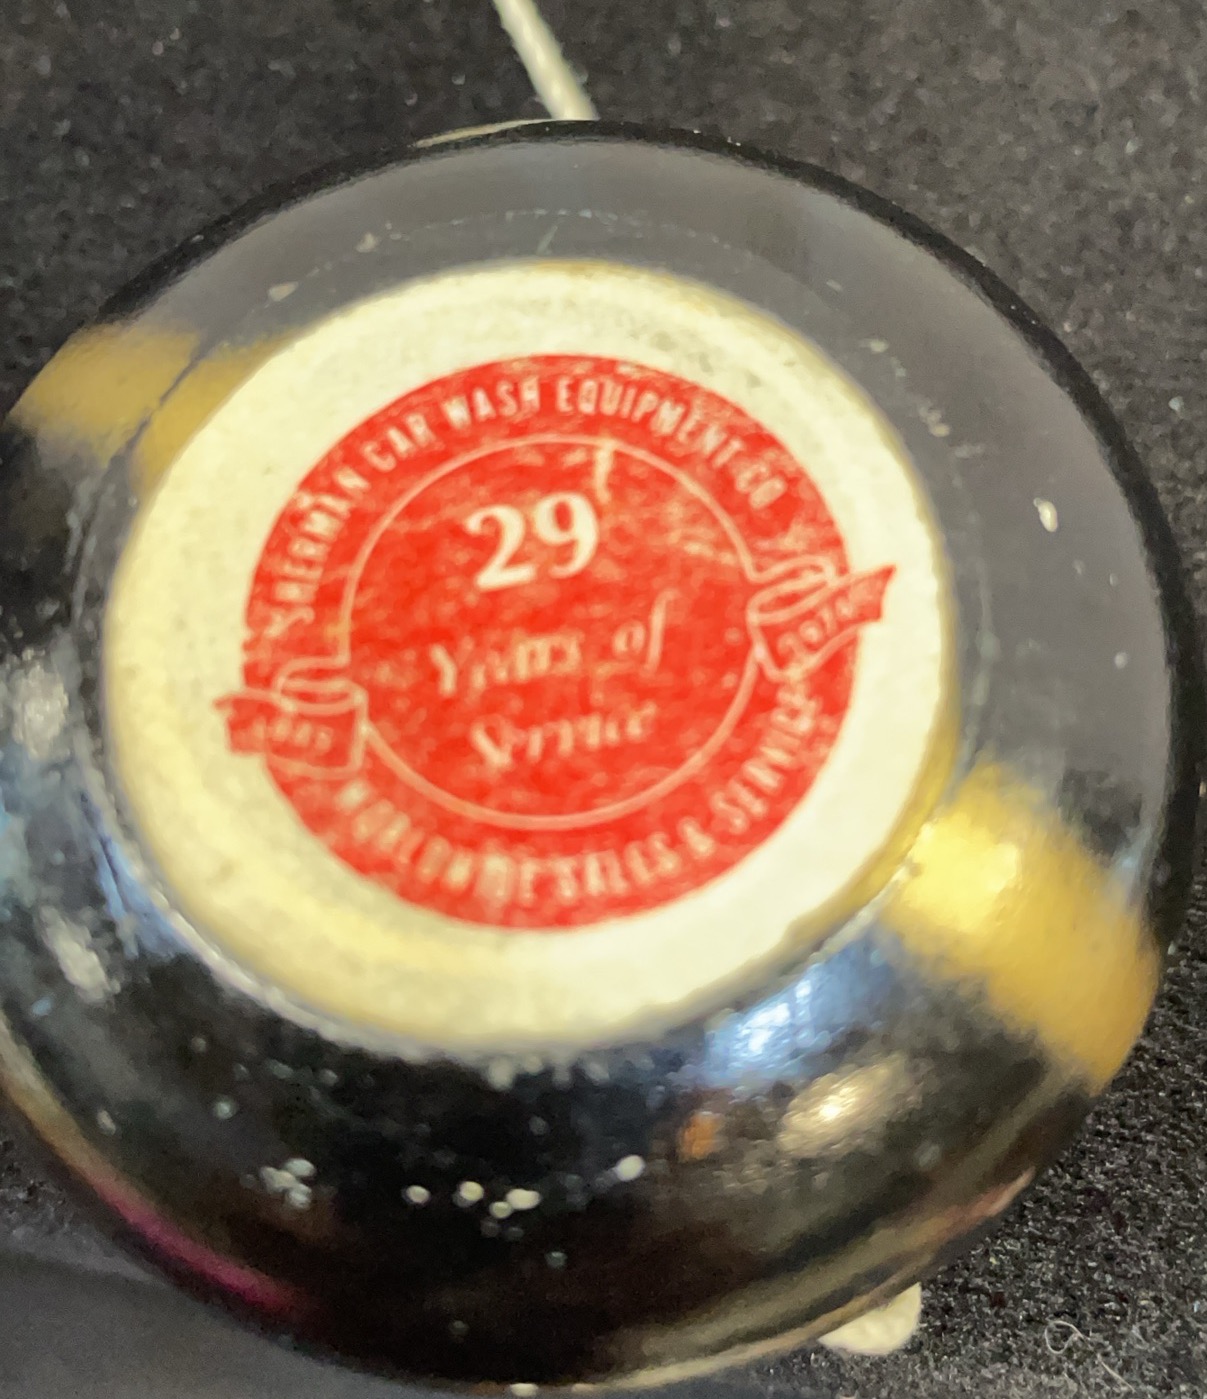 SHERMAN CAR WASH EQUIPMENT CO
29
Years of
Service
WORLDWIDE SALES & SERVICE